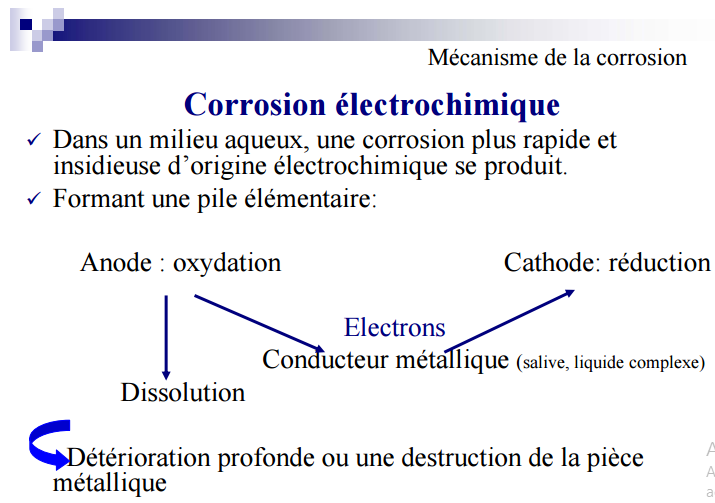 Mécanisme de la corrosion
Corrosion électrochimique
Dans un milieu aqueux, une corrosion plus rapide et
insidieuse d’origine électrochimique se produit.
Formant une pile élémentaire:
Anode : oxydation
Cathode: réduction
Electrons
Conducteur métallique (salive, liquide complexe)
Dissolution
Détérioration profonde ou une destruction de la pièce
métallique